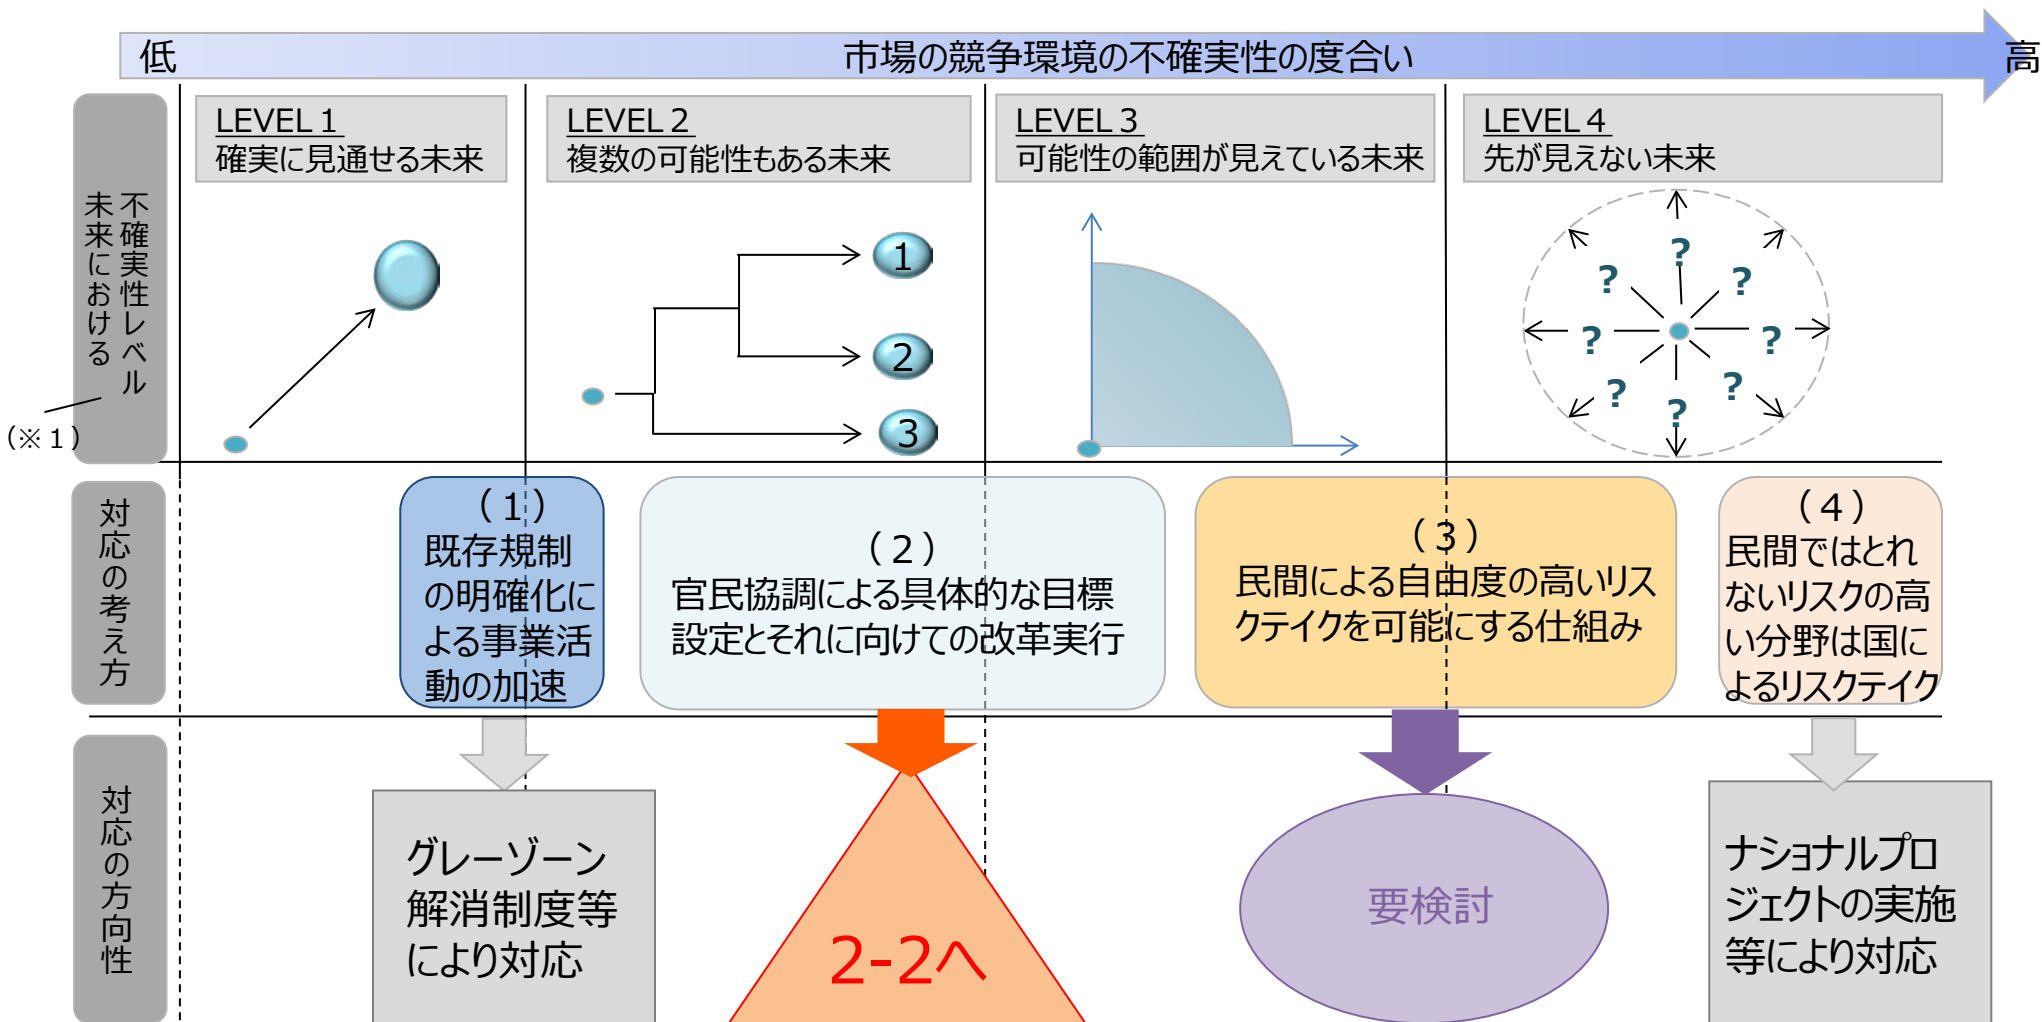 低
市場の競争環境の不確実性の度合い
高
LEVEL１
確実に見通せる未来
LEVEL２
複数の可能性もある未来
LEVEL３
可能性の範囲が見えている未来
LEVEL４
先が見えない未来
未来における
不確実性レベル
（※１）
1
2
3
?
?
?
?
?
?
?
?
対応の考え方
（１）
既存規制
の明確化に
よる事業活
動の加速
（２）
官民協調による具体的な目標
設定とそれに向けての改革実行
（３）
民間による自由度の高いリス
クテイクを可能にする仕組み
（４）
民間ではとれ
ないリスクの高
い分野は国に
よるリスクテイク
対応の方向性
グレーゾーン
解消制度等
により対応
2-2へ
要検討
ナショナルプロ
ジェクトの実施
等により対応